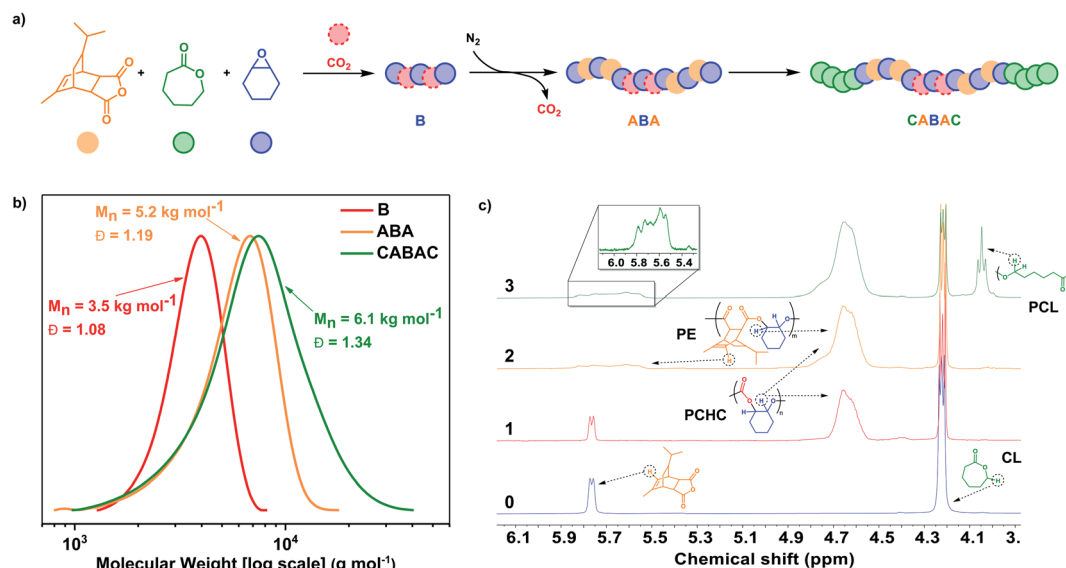 a)
O
O
O
O
O
O
+
+
CO₂
N₂
CO₂
B
ABA
CABAC
b)
Mn = 5.2 kg mol-1
Đ = 1.19
B
ABA
CABAC
Mn = 3.5 kg mol-1
Đ = 1.08
Mn = 6.1 kg mol-1
Đ = 1.34
10³
10⁴
Molecular Weight [log scale] (g mol-1)
c)
6.0 5.8 5.6 5.4
3
H
H
O
O
PCL
PE
O
O
O
O
H
H
H
m
2
PCHC
O
O
H
O
H
n
1
CL
O
O
H
H
O
O
O
0
6.1 5.9 5.7 5.5 5.3 5.1 4.9 4.7 4.5 4.3 4.1 3.
Chemical shift (ppm)